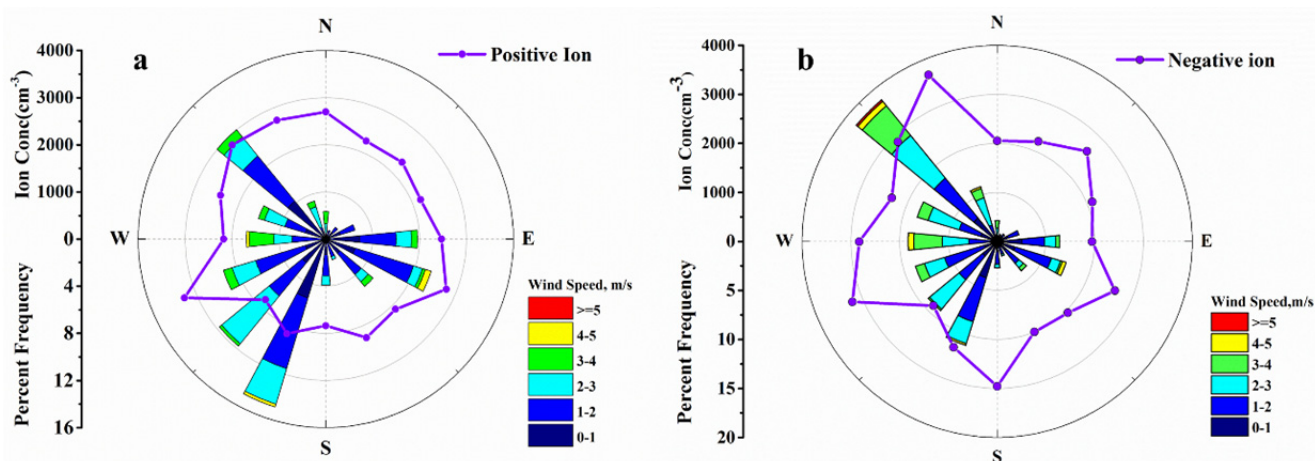 a
N
Positive Ion
4000
3000
2000
1000
0
4
8
12
16
Ion Conc(cm-3)
Percent Frequency
W
E
S
Wind Speed, m/s
>=5
4-5
3-4
2-3
1-2
0-1
b
N
Negative ion
4000
3000
2000
1000
0
5
10
15
20
Ion Conc(cm-3)
Percent Frequency
W
E
S
Wind Speed,m/s
>=5
4-5
3-4
2-3
1-2
0-1